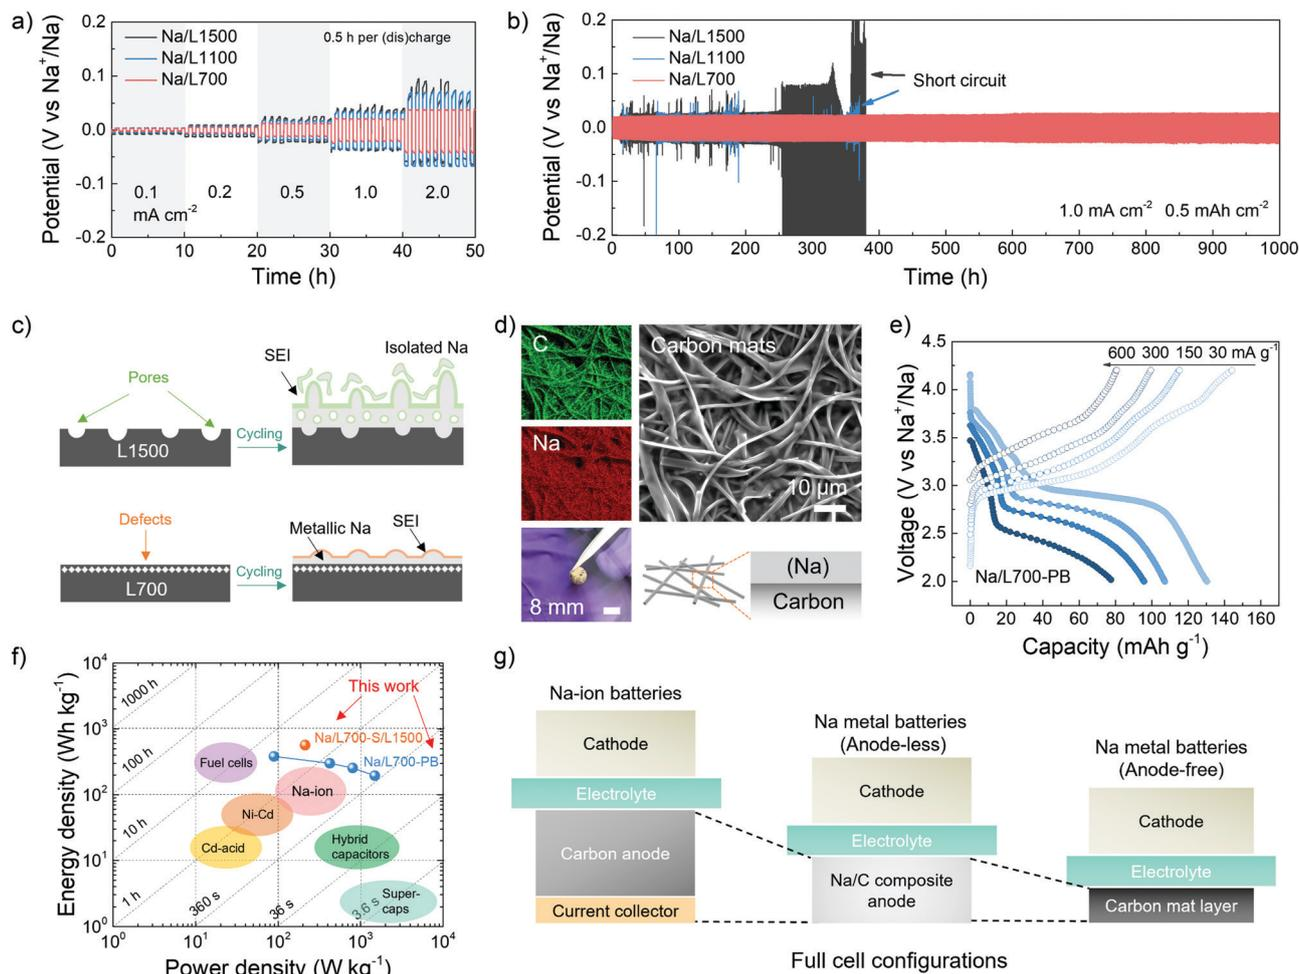 a)
0.2
0.1
0.0
-0.1
-0.2
Potential (V vs Na⁺/Na)
Na/L1500
Na/L1100
Na/L700
0.5 h per (dis)charge
0.1
0.2
0.5
1.0
2.0
mA cm⁻²
0 10 20 30 40 50
Time (h)
b)
0.2
0.1
0.0
-0.1
-0.2
Potential (V vs Na⁺/Na)
Na/L1500
Na/L1100
Na/L700
Short circuit
1.0 mA cm⁻² 0.5 mAh cm⁻²
0 100 200 300 400 500 600 700 800 900 1000
Time (h)
c)
Pores
L1500
Cycling
SEI
Isolated Na
Defects
L700
Cycling
Metallic Na
SEI
d)
C
Na
8 mm
Carbon mats
10 µm
(Na)
Carbon
e)
4.5
4.0
3.5
3.0
2.5
2.0
Voltage (V vs Na⁺/Na)
600 300 150 30 mA g⁻¹
Na/L700-PB
0 20 40 60 80 100 120 140 160
Capacity (mAh g⁻¹)
f)
10⁴
10³
10²
10¹
10⁰
Energy density (Wh kg⁻¹)
1000 h
100 h
10 h
1 h
360 s
36 s
3.6 s
This work
Na/L700-S/L1500
Na/L700-PB
Fuel cells
Na-ion
Ni-Cd
Cd-acid
Hybrid
capacitors
Super-
caps
10⁰ 10¹ 10² 10³ 10⁴
Power density (W kg⁻¹)
g)
Na-ion batteries
Cathode
Electrolyte
Carbon anode
Current collector
Na metal batteries
(Anode-less)
Cathode
Electrolyte
Na/C composite
anode
Na metal batteries
(Anode-free)
Cathode
Electrolyte
Carbon mat layer
Full cell configurations